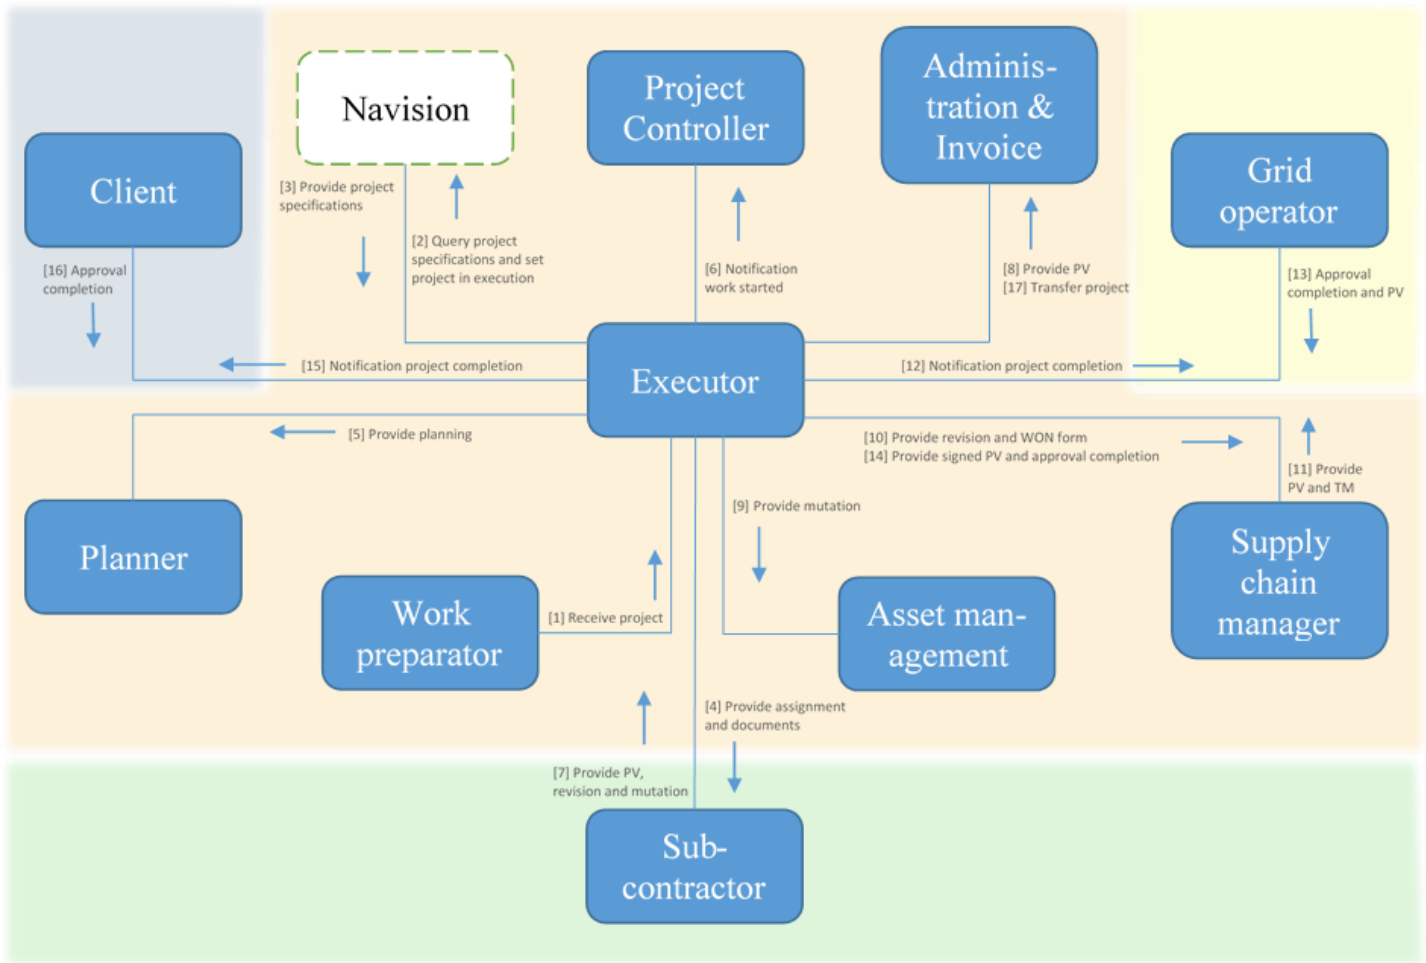 Navision
Project
Controller
Adminis-
tration &
Invoice
Client
Grid
operator
[3] Provide project
specifications
[2] Query project
specifications and set
project in execution
[6] Notification
work started
[8] Provide PV
[17] Transfer project
[16] Approval
completion
[13] Approval
completion and PV
[15] Notification project completion
Executor
[12] Notification project completion
[5] Provide planning
[10] Provide revision and WON form
[14] Provide signed PV and approval completion
[11] Provide
PV and TM
[9] Provide mutation
Planner
Supply
chain
manager
Work
preparator
[1] Receive project
Asset man-
agement
[4] Provide assignment
and documents
[7] Provide PV,
revision and mutation
Sub-
contractor